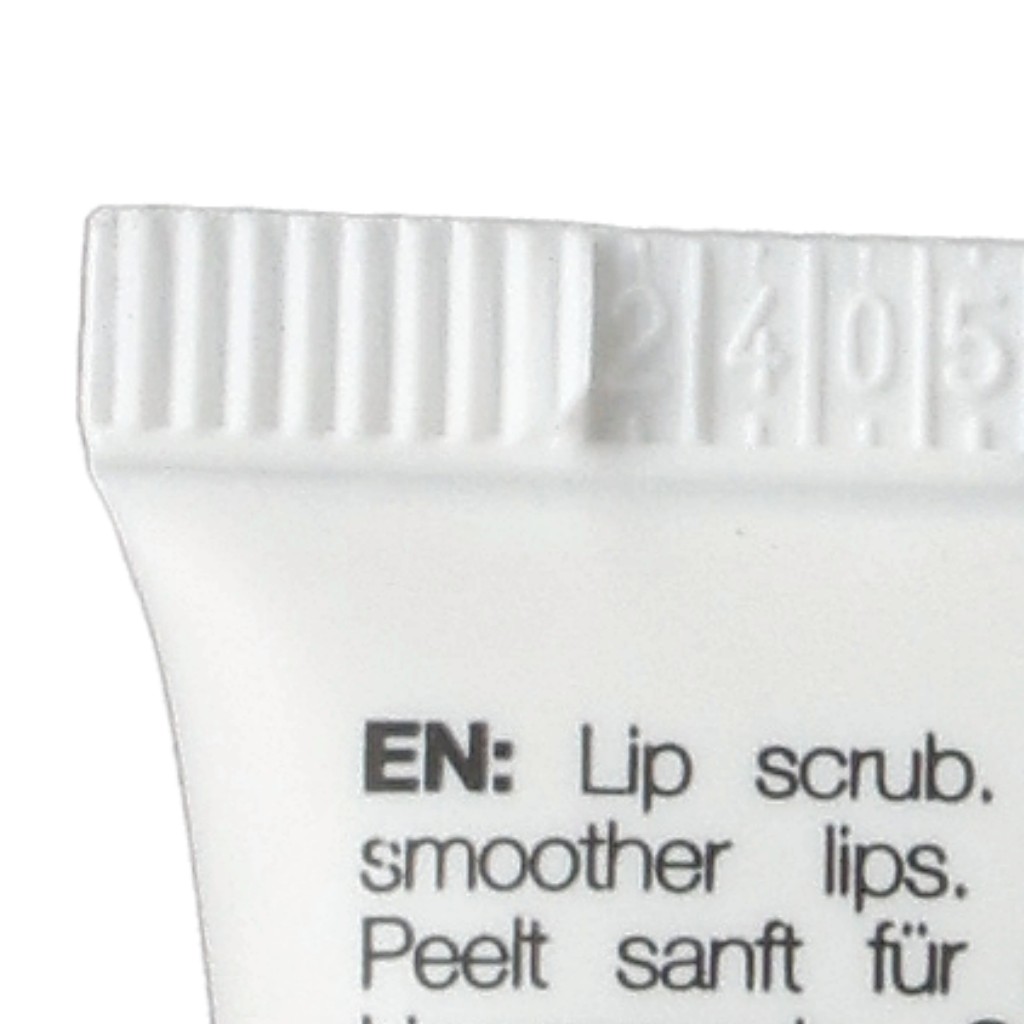 2405
EN: Lip scrub.
smoother lips.
Peelt sanft für